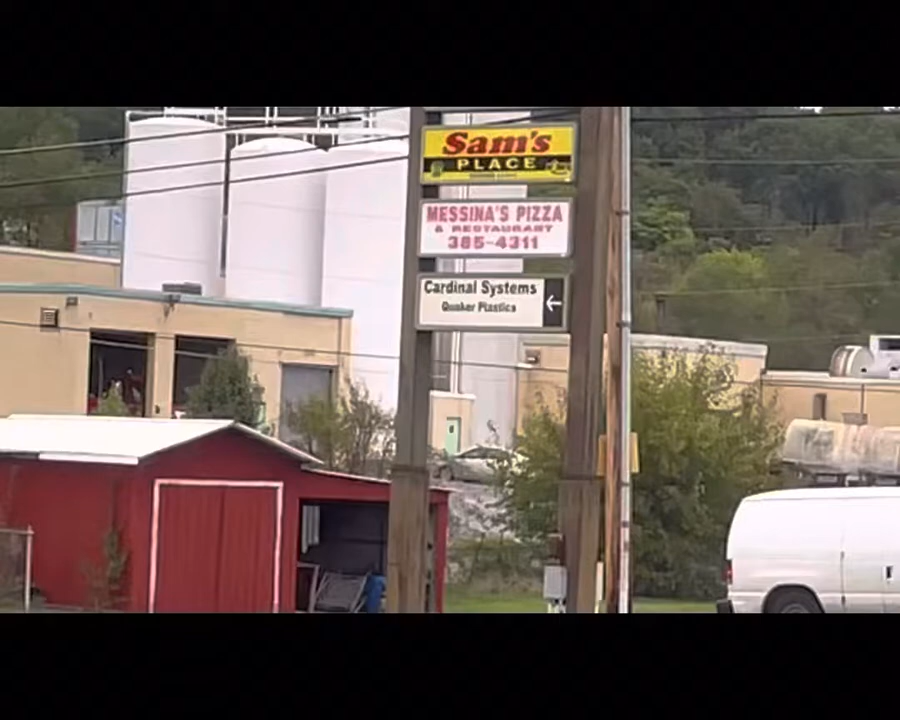 Sam's
PLACE
MESSINA'S PIZZA
& RESTAURANT
385-4311
Cardinal Systems
Quaker Plastics